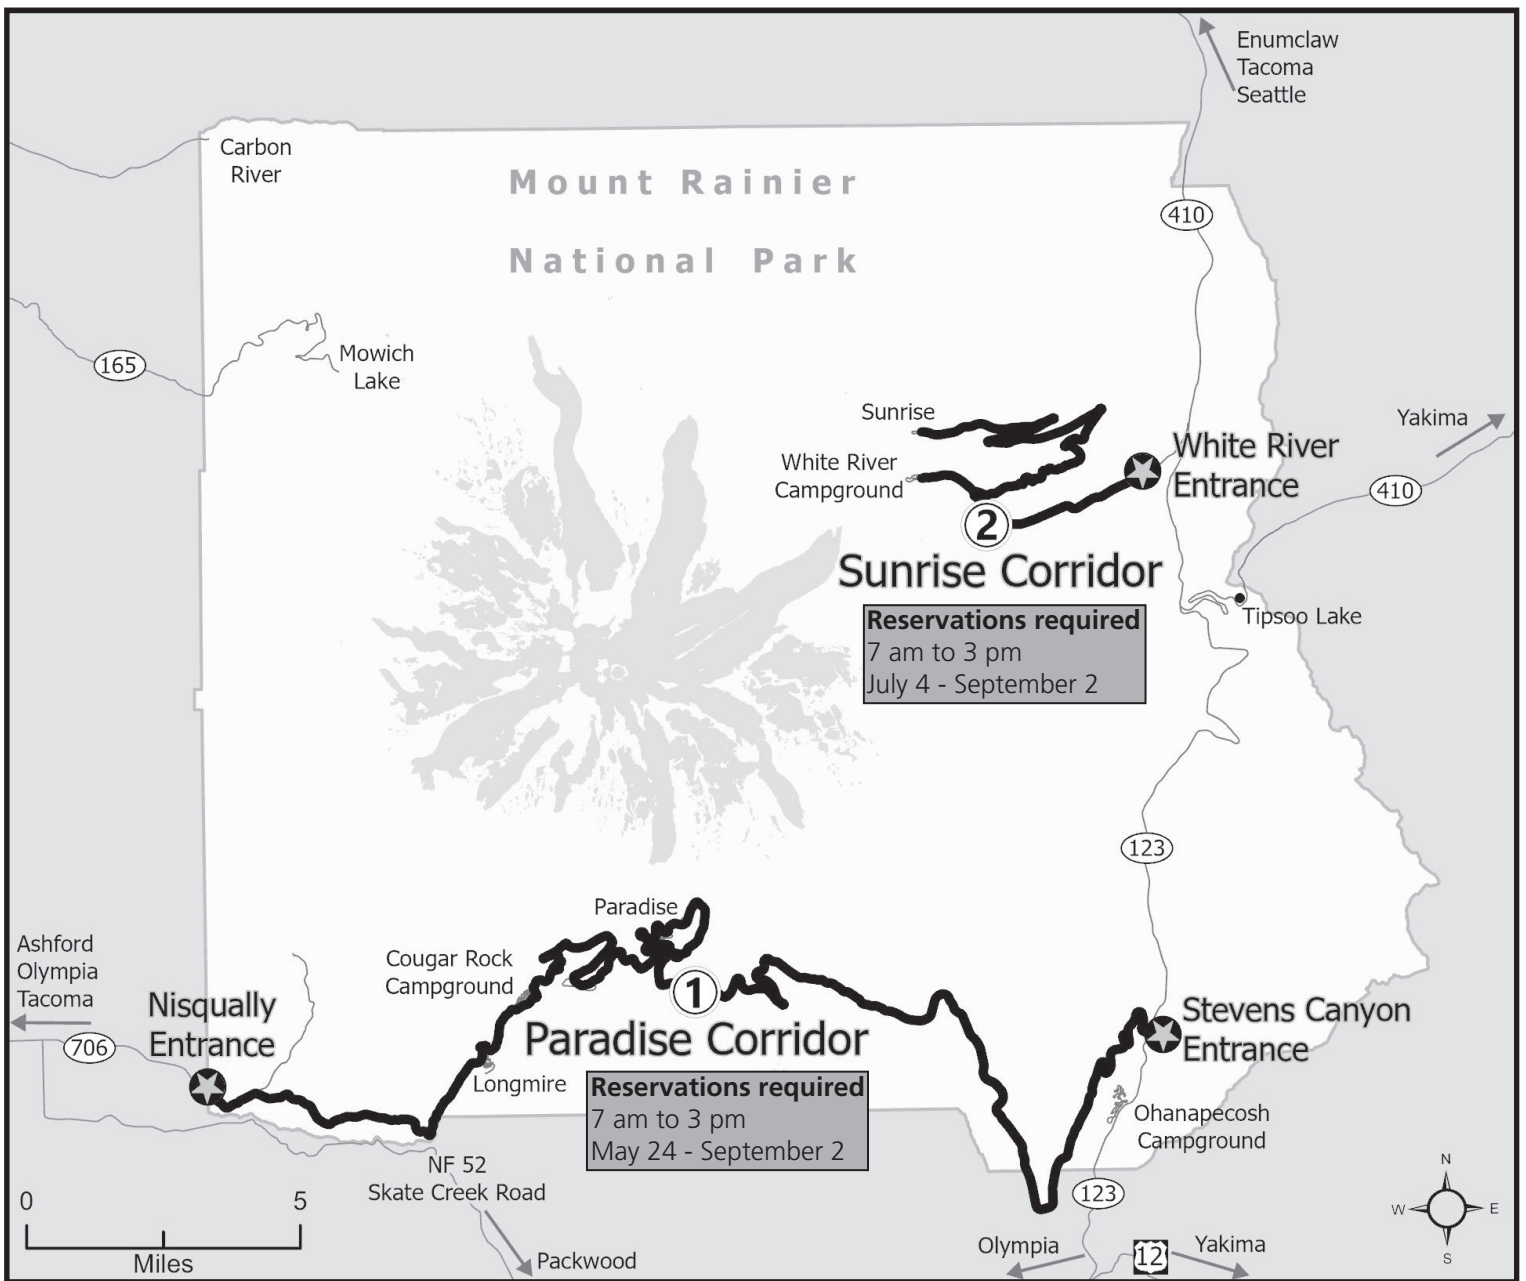 Enumclaw
Tacoma
Seattle
Carbon
River
Mount Rainier
National Park
410
165
Mowich
Lake
Sunrise
White River
Campground
White River
Entrance
Yakima
410
2
Sunrise Corridor
Reservations required
7 am to 3 pm
July 4 - September 2
Tipsoo Lake
123
Paradise
Cougar Rock
Campground
Ashford
Olympia
Tacoma
706
Nisqually
Entrance
1
Paradise Corridor
Reservations required
7 am to 3 pm
May 24 - September 2
Longmire
Stevens Canyon
Entrance
Ohanapecosh
Campground
NF 52
Skate Creek Road
Packwood
123
Olympia
12
Yakima
0 5
Miles
N
W E
S